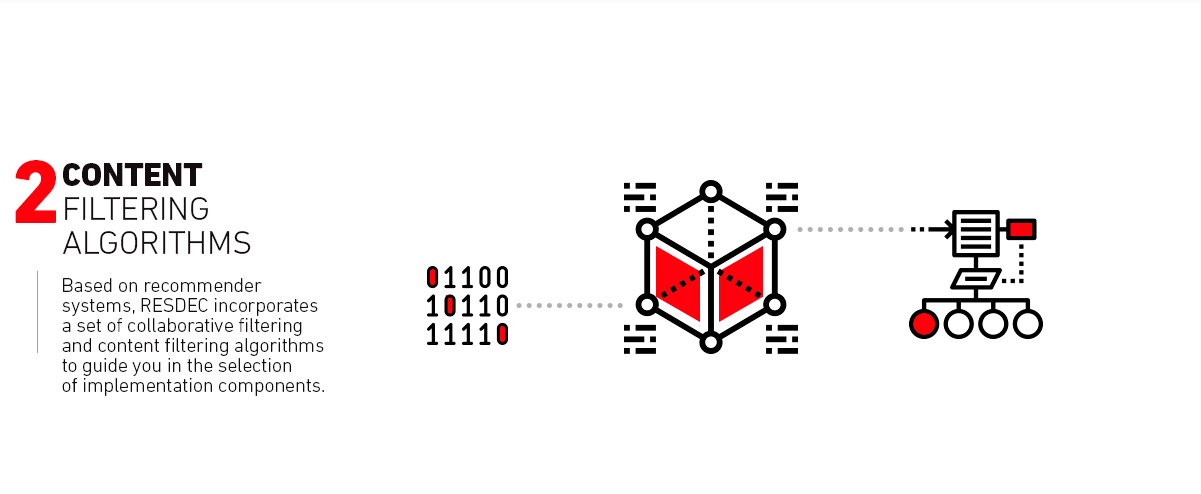 2 CONTENT
FILTERING
ALGORITHMS
Based on recommender
systems, RESDEC incorporates
a set of collaborative filtering
and content filtering algorithms
to guide you in the selection
of implementation components.
01100
10110
11110